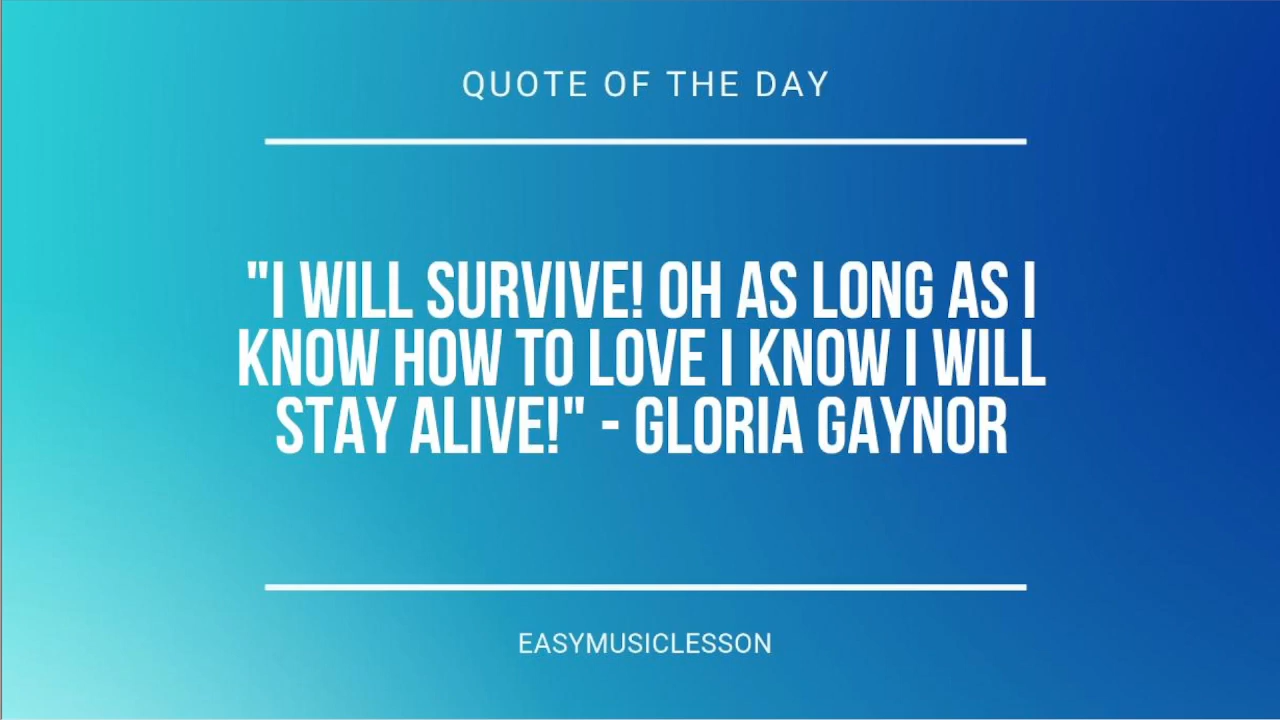 QUOTE OF THE DAY
"I WILL SURVIVE! OH AS LONG AS I
KNOW HOW TO LOVE I KNOW I WILL
STAY ALIVE!" - GLORIA GAYNOR
EASYMUSICLESSON